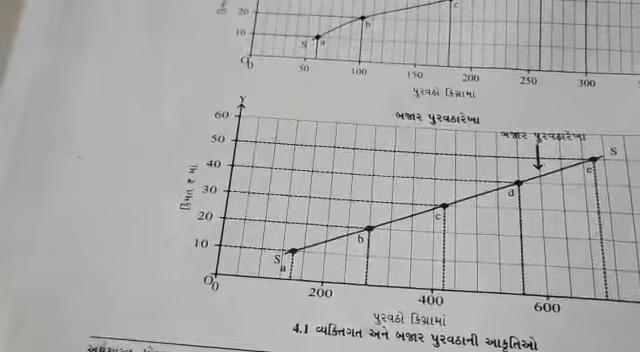 20
c
b
10
S a
O
0 50 100 150 200 250 300
પુરવઠો કિગ્રામાં
બજાર પુરવઠારેખા
Y
60
બજાર પુરવઠારેખા
50
S
40
e
d
30
કિંમત ₹ માં
c
20
b
10
S
a
O
0 200 400 600
પુરવઠો કિગ્રામાં
4.1 વ્યક્તિગત અને બજાર પુરવઠાની આકૃતિઓ